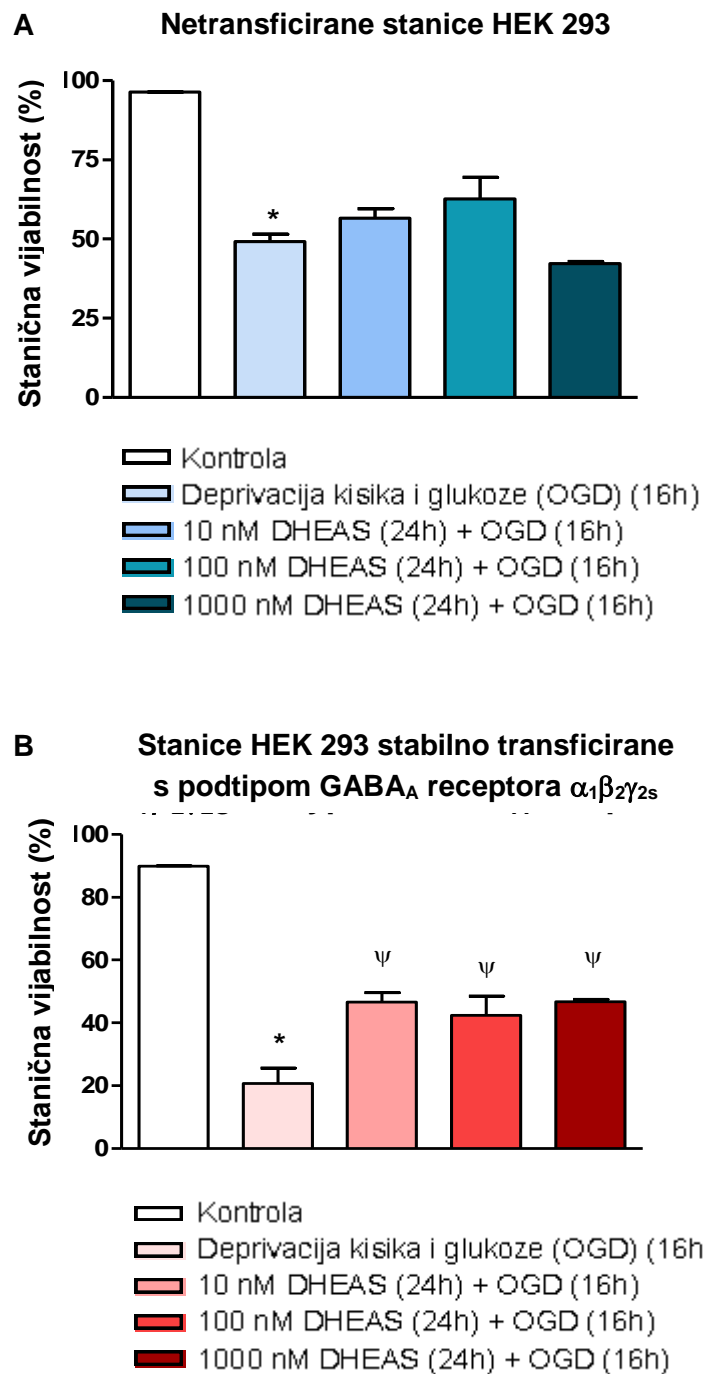 A
Netransficirane stanice HEK 293
Stanična vijabilnost (%)
100
75
50
25
0
*
Kontrola
Deprivacija kisika i glukoze (OGD) (16h)
10 nM DHEAS (24h) + OGD (16h)
100 nM DHEAS (24h) + OGD (16h)
1000 nM DHEAS (24h) + OGD (16h)
B
Stanice HEK 293 stabilno transficirane
s podtipom GABAA receptora α1β2γ2s
Stanična vijabilnost (%)
100
80
60
40
20
0
*
ψ
ψ
ψ
Kontrola
Deprivacija kisika i glukoze (OGD) (16h
10 nM DHEAS (24h) + OGD (16h)
100 nM DHEAS (24h) + OGD (16h)
1000 nM DHEAS (24h) + OGD (16h)